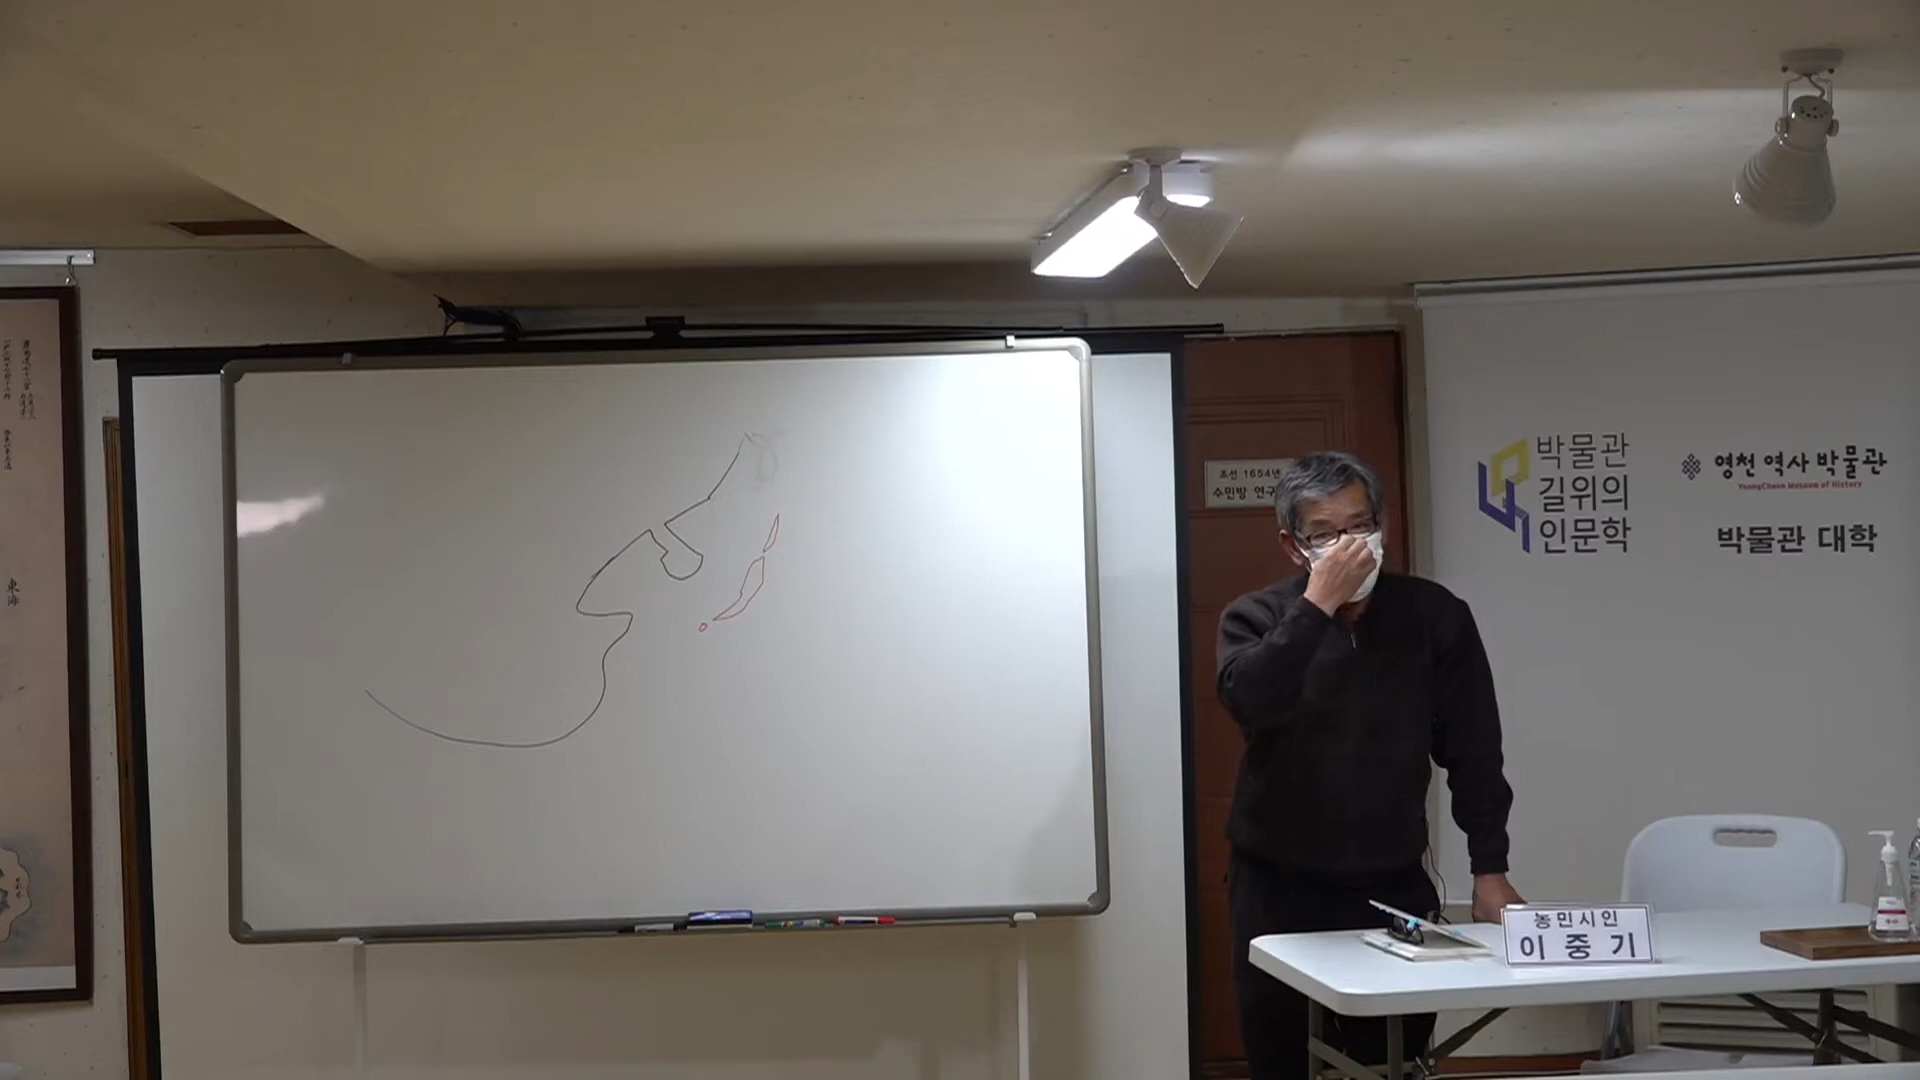 東海
조선 1654년
수민방 연구
박물관
길위의
인문학
영천 역사 박물관
YeongCheon Museum of History
박물관 대학
농민시인
이중기